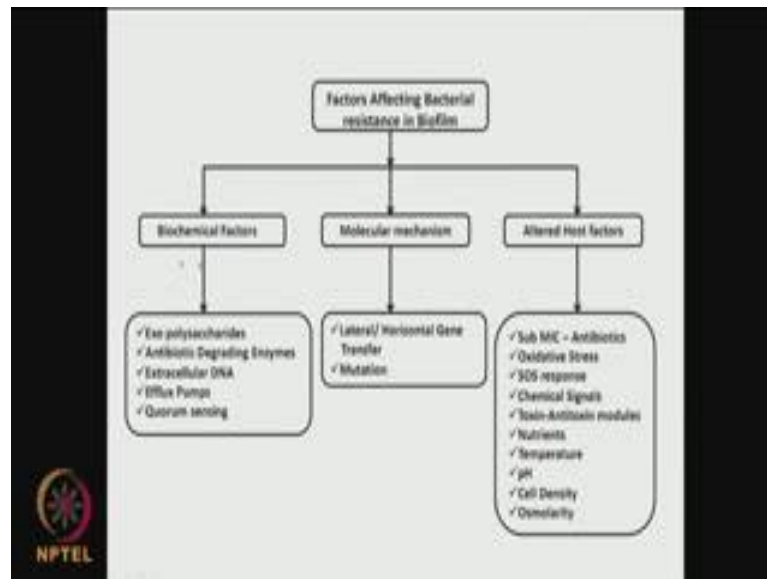 Factors Affecting Bacterial
resistance in Biofilm
Biochemical Factors
Molecular mechanism
Altered Host factors
✓Exo polysaccharides
✓Antibiotic Degrading Enzymes
✓Extracellular DNA
✓Efflux Pumps
✓Quorum sensing
✓Lateral/ Horizontal Gene
Transfer
✓Mutation
✓Sub MIC – Antibiotics
✓Oxidative Stress
✓SOS response
✓Chemical Signals
✓Toxin-Antitoxin modules
✓Nutrients
✓Temperature
✓pH
✓Cell Density
✓Osmolarity
NPTEL